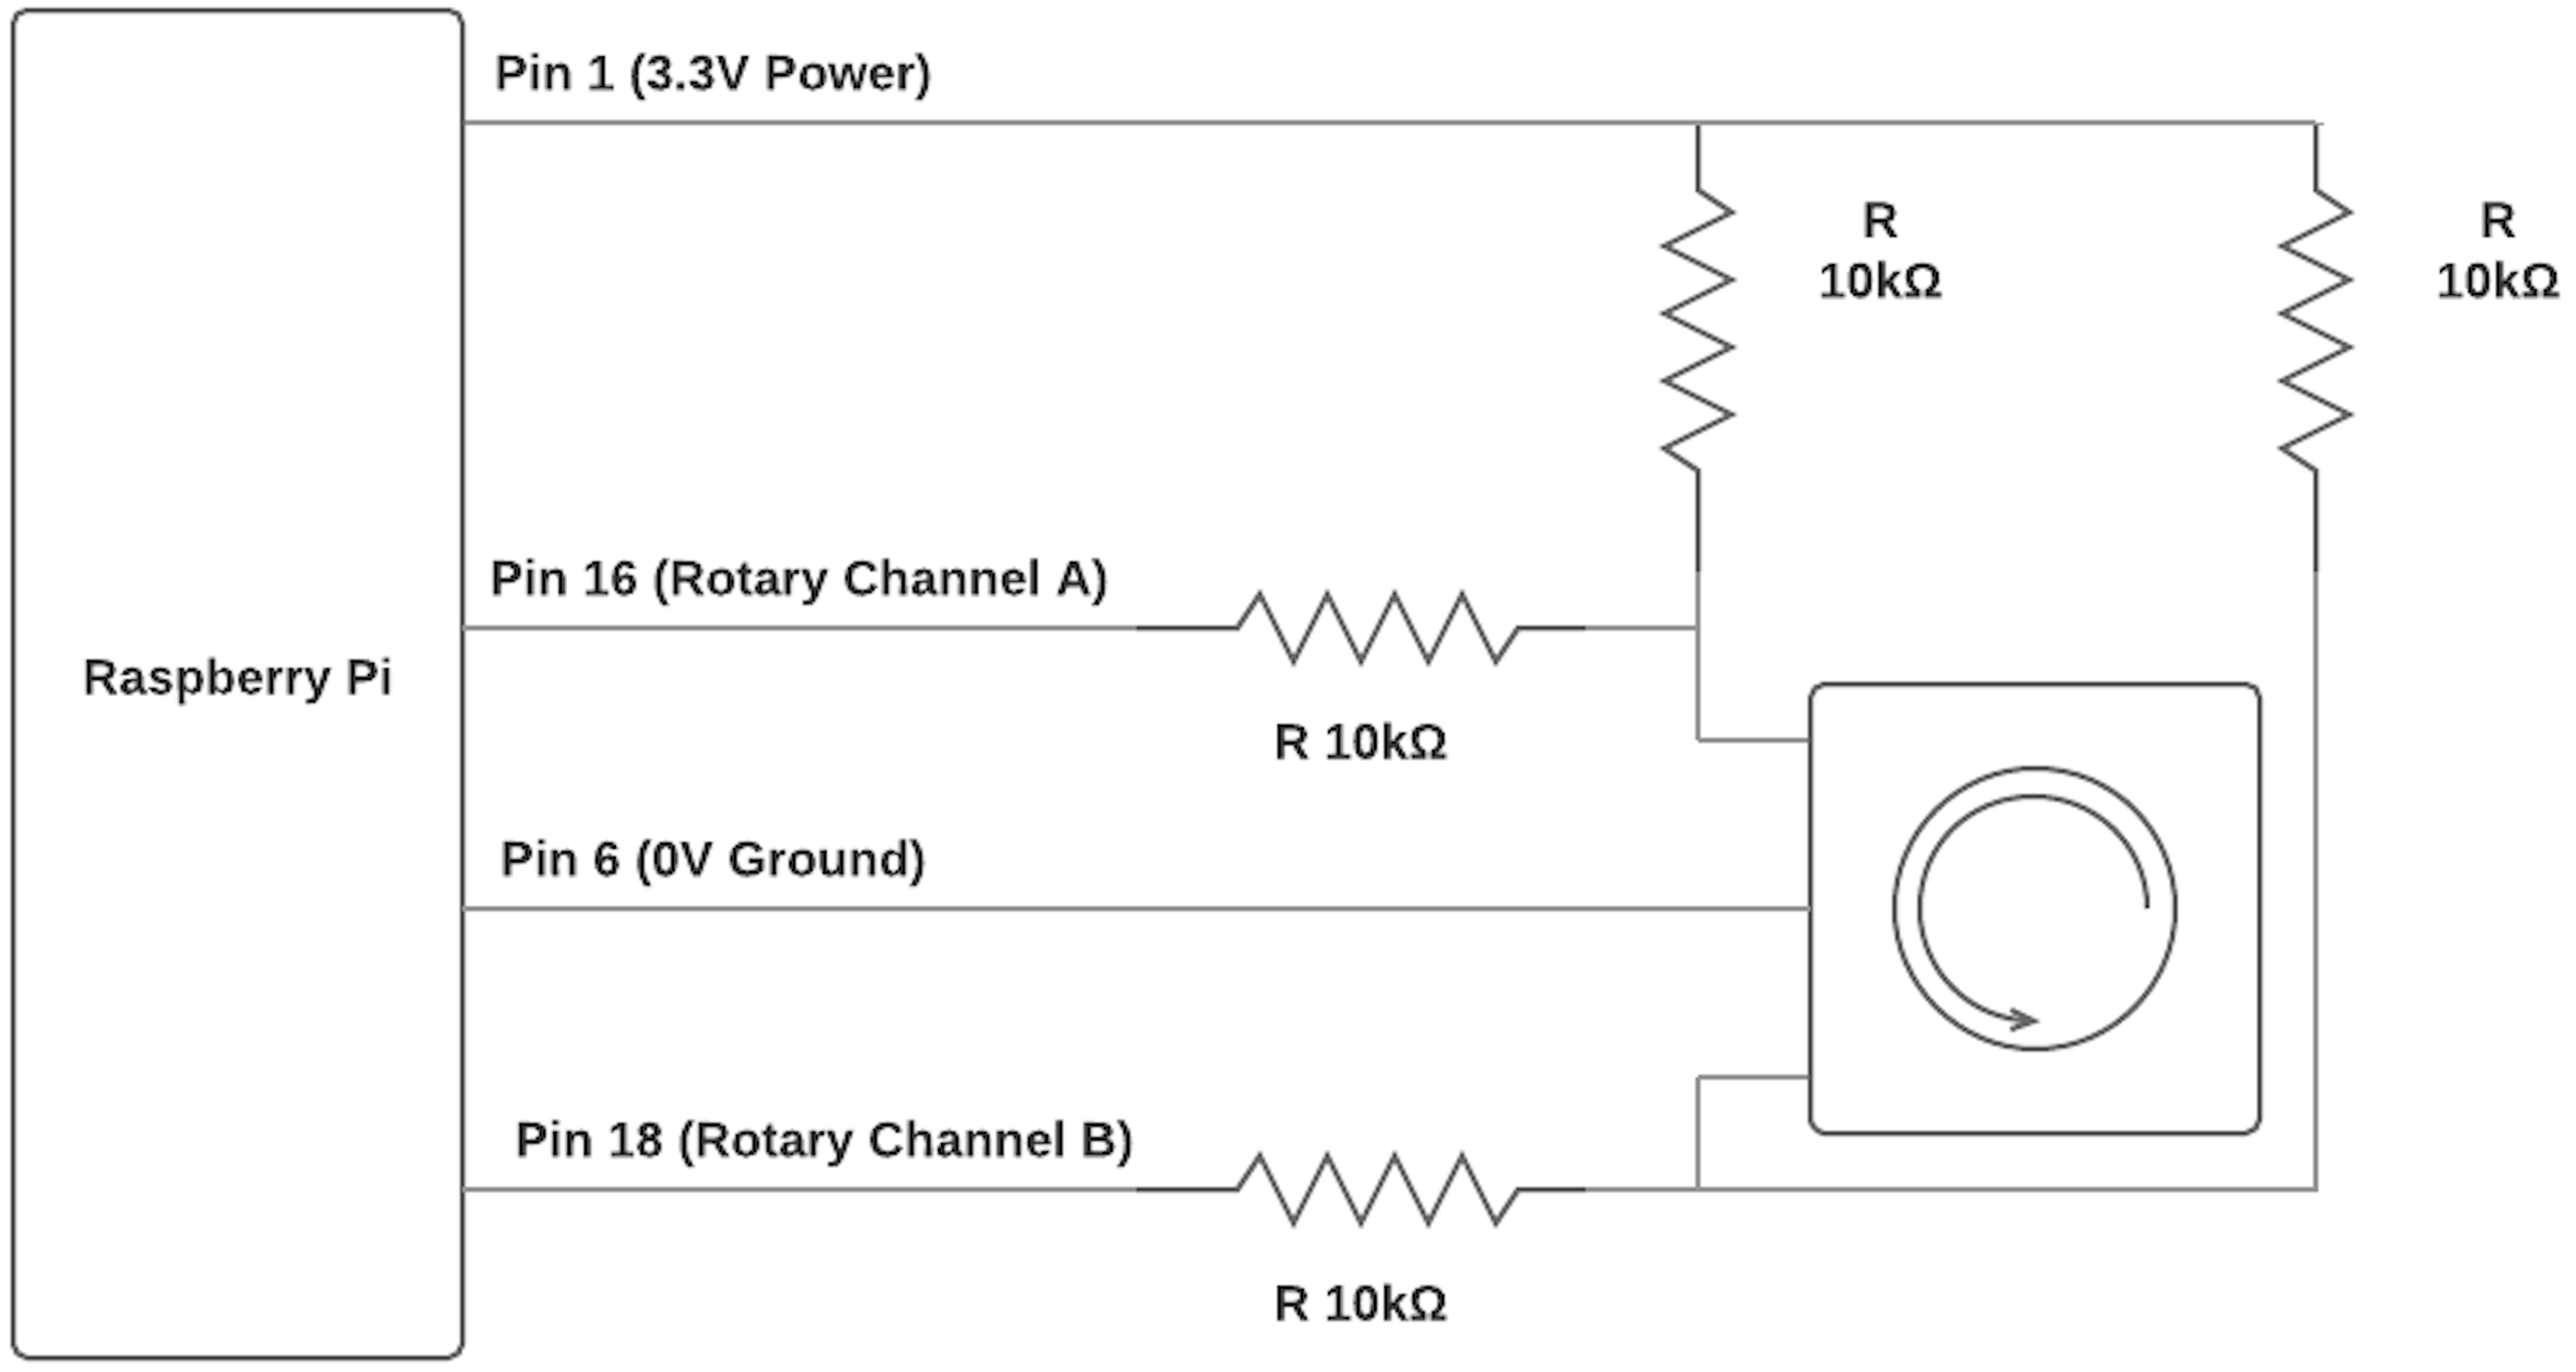 Pin 1 (3.3V Power)
R
10kΩ
R
10kΩ
Pin 16 (Rotary Channel A)
Raspberry Pi
R 10kΩ
Pin 6 (0V Ground)
Pin 18 (Rotary Channel B)
R 10kΩ